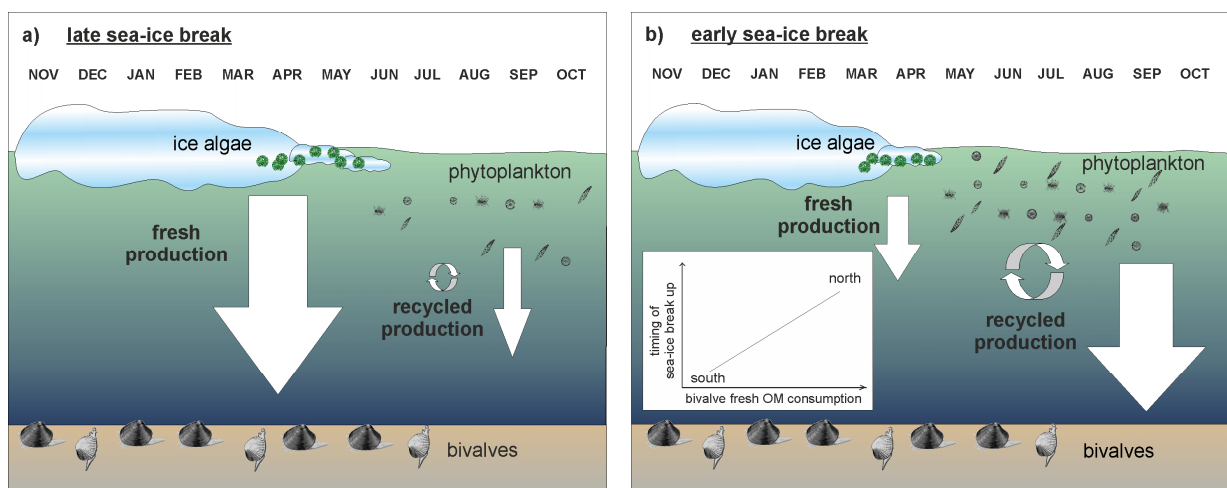 a) late sea-ice break
NOV DEC JAN FEB MAR APR MAY JUN JUL AUG SEP OCT
ice algae
phytoplankton
fresh
production
recycled
production
bivalves
b) early sea-ice break
NOV DEC JAN FEB MAR APR MAY JUN JUL AUG SEP OCT
ice algae
phytoplankton
fresh
production
recycled
production
timing of
sea-ice break up
north
south
bivalve fresh OM consumption
bivalves